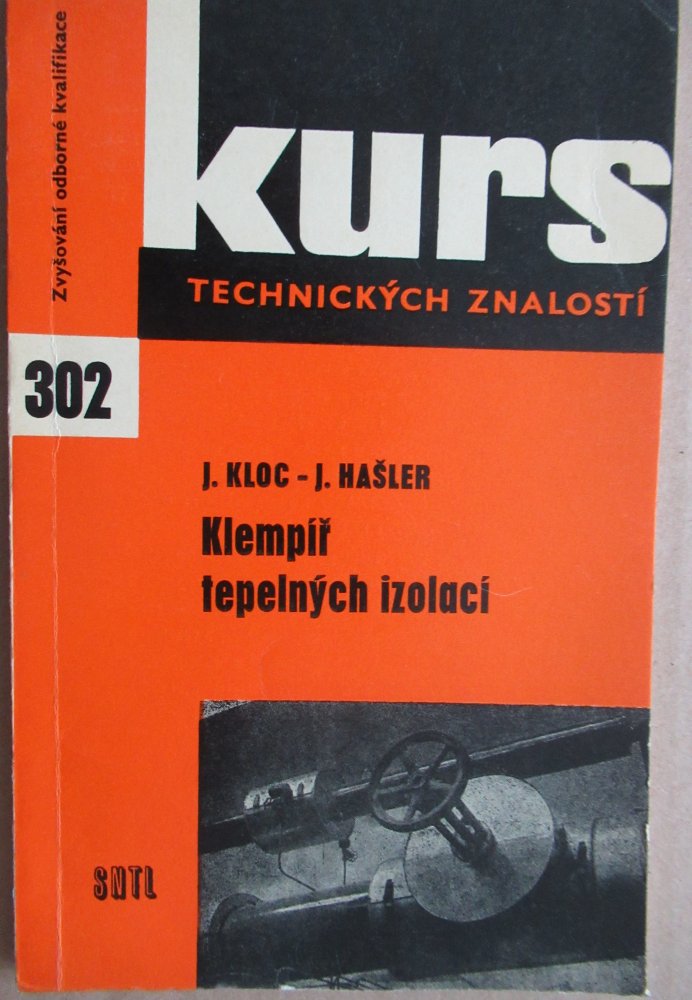 Zvyšování odborné kvalifikace
kurs
TECHNICKÝCH ZNALOSTÍ
302
J. KLOC - J. HAŠLER
Klempíř
tepelných izolací
SNTL